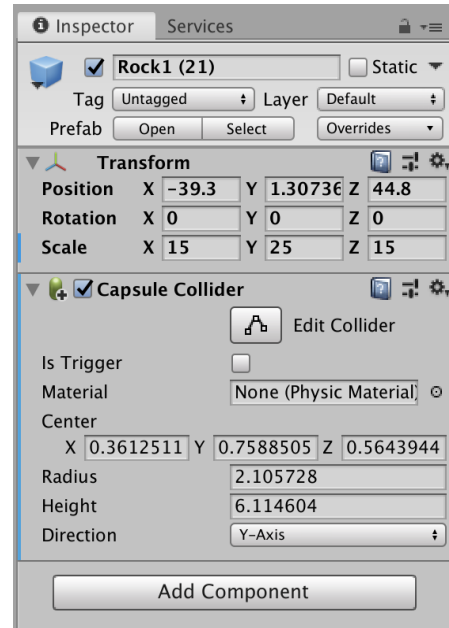 Inspector Services
Rock1 (21) Static
Tag Untagged Layer Default
Prefab Open Select Overrides
Transform
Position X -39.3 Y 1.30736 Z 44.8
Rotation X 0 Y 0 Z 0
Scale X 15 Y 25 Z 15
Capsule Collider
Edit Collider
Is Trigger
Material None (Physic Material)
Center
X 0.3612511 Y 0.7588505 Z 0.5643944
Radius 2.105728
Height 6.114604
Direction Y-Axis
Add Component